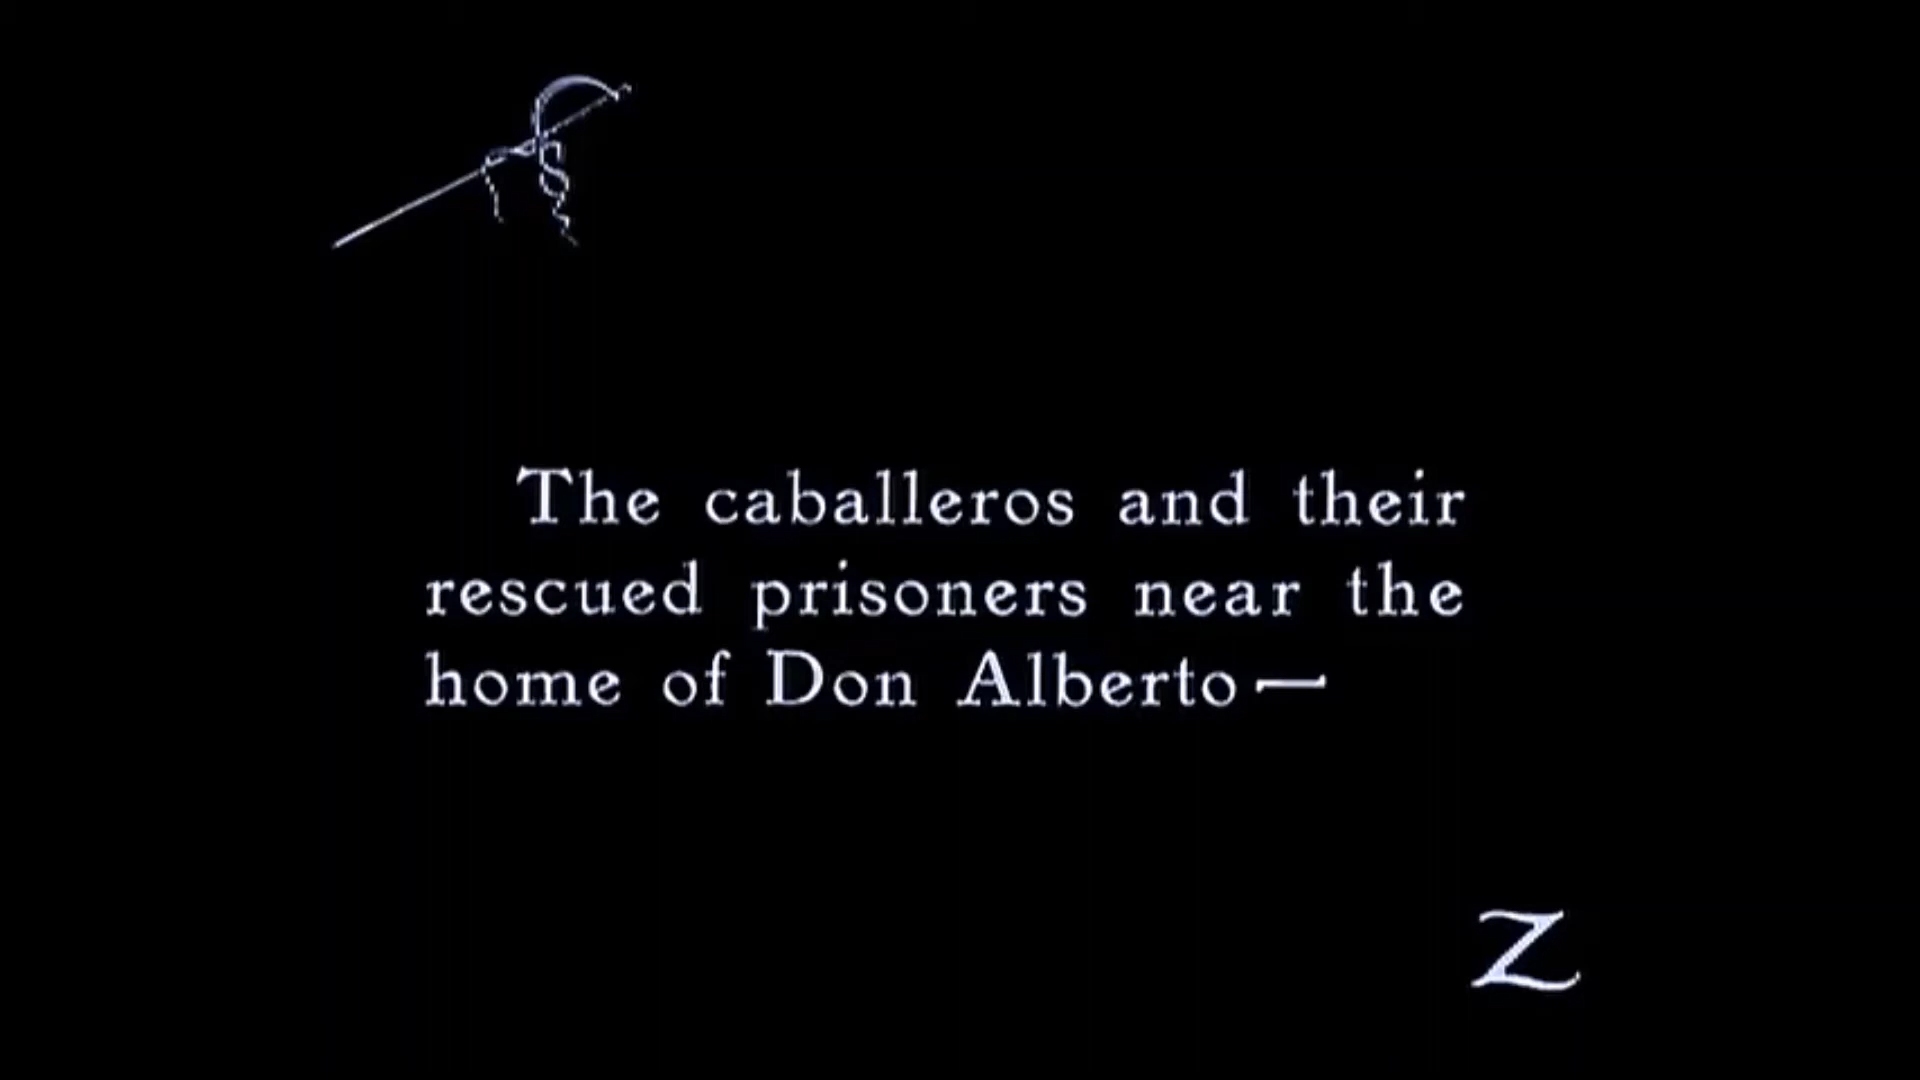 The caballeros and their
rescued prisoners near the
home of Don Alberto—
Z